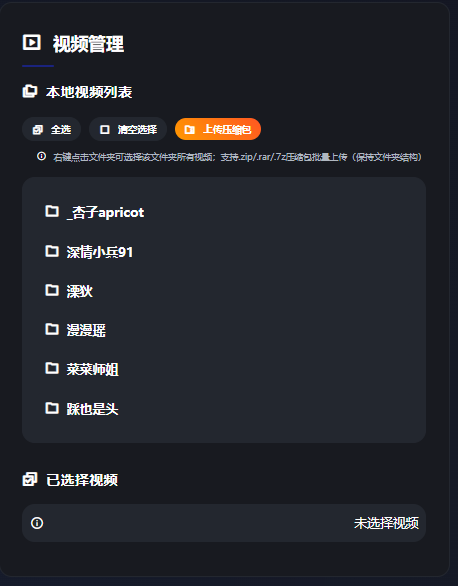 视频管理
本地视频列表
全选 清空选择 上传压缩包
右键点击文件夹可选择该文件夹所有视频；支持.zip/.rar/.7z压缩包批量上传（保持文件夹结构）
_杏子apricot
深情小兵91
溧狄
漫漫瑶
菜菜师姐
踩也是头
已选择视频
未选择视频